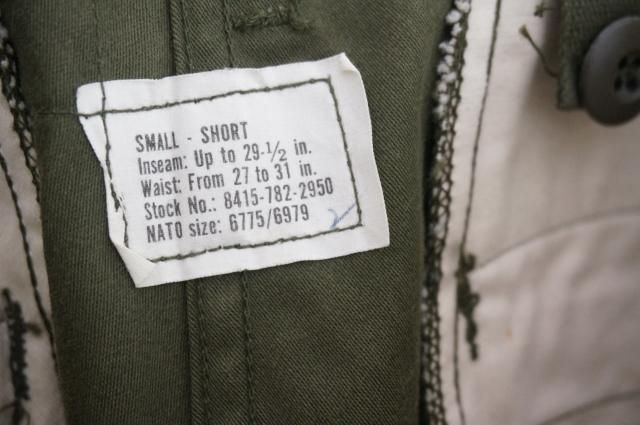 SMALL - SHORT
Inseam: Up to 29-1/2 in.
Waist: From 27 to 31 in.
Stock No.: 8415-782-2950
NATO size: 6775/6979